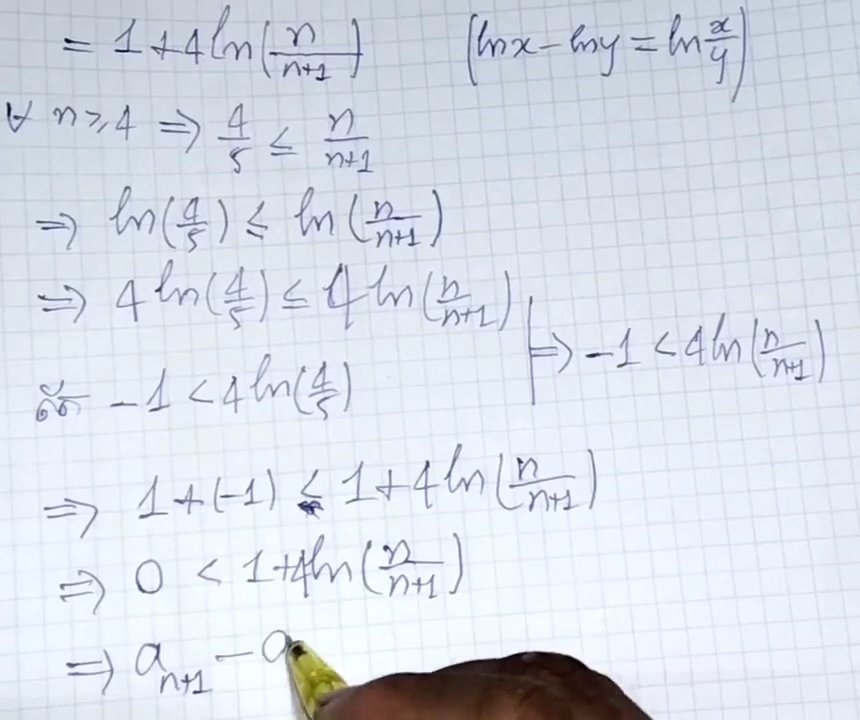 = 1 + 4 ln(n/(n+1)) (ln x - ln y = ln x/y)
∀ n ≥ 4 ⇒ 4/5 ≤ n/(n+1)
⇒ ln(4/5) ≤ ln(n/(n+1))
⇒ 4 ln(4/5) ≤ 4 ln(n/(n+1))
-1 < 4 ln(4/5)
⇒ -1 < 4 ln(n/(n+1))
⇒ 1 + (-1) < 1 + 4 ln(n/(n+1))
⇒ 0 < 1 + 4 ln(n/(n+1))
⇒ a_{n+1} - a